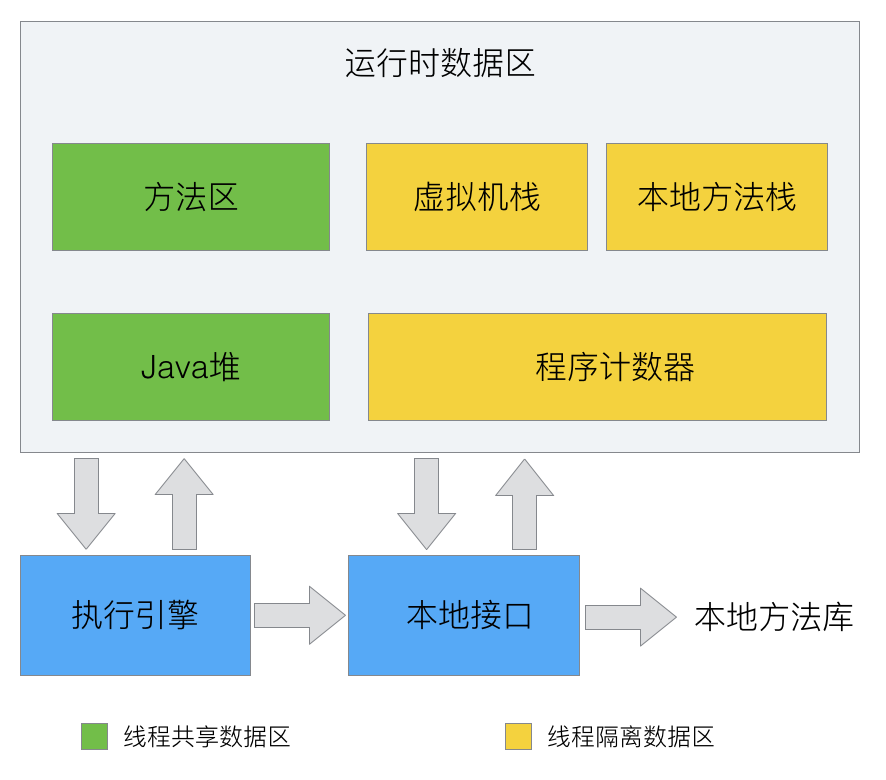 运行时数据区
方法区
虚拟机栈
本地方法栈
Java堆
程序计数器
执行引擎
本地接口
本地方法库
线程共享数据区
线程隔离数据区